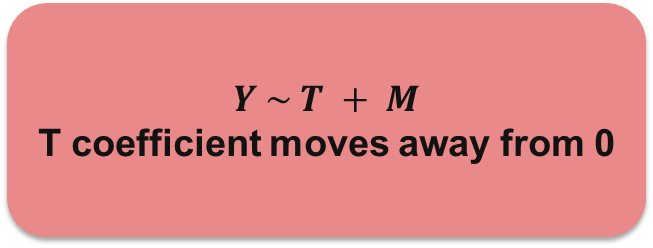 Y ~ T + M
T coefficient moves away from 0